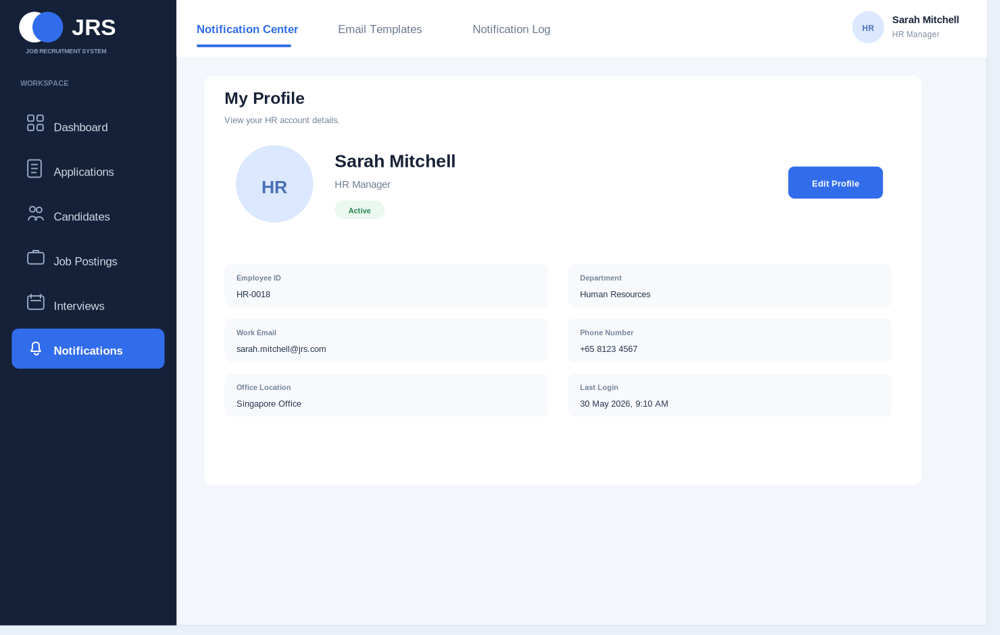 JRS
JOB RECRUITMENT SYSTEM
WORKSPACE
Dashboard
Applications
Candidates
Job Postings
Interviews
Notifications
Notification Center
Email Templates
Notification Log
HR
Sarah Mitchell
HR Manager
My Profile
View your HR account details.
HR
Sarah Mitchell
HR Manager
Active
Edit Profile
Employee ID
HR-0018
Department
Human Resources
Work Email
sarah.mitchell@jrs.com
Phone Number
+65 8123 4567
Office Location
Singapore Office
Last Login
30 May 2026, 9:10 AM